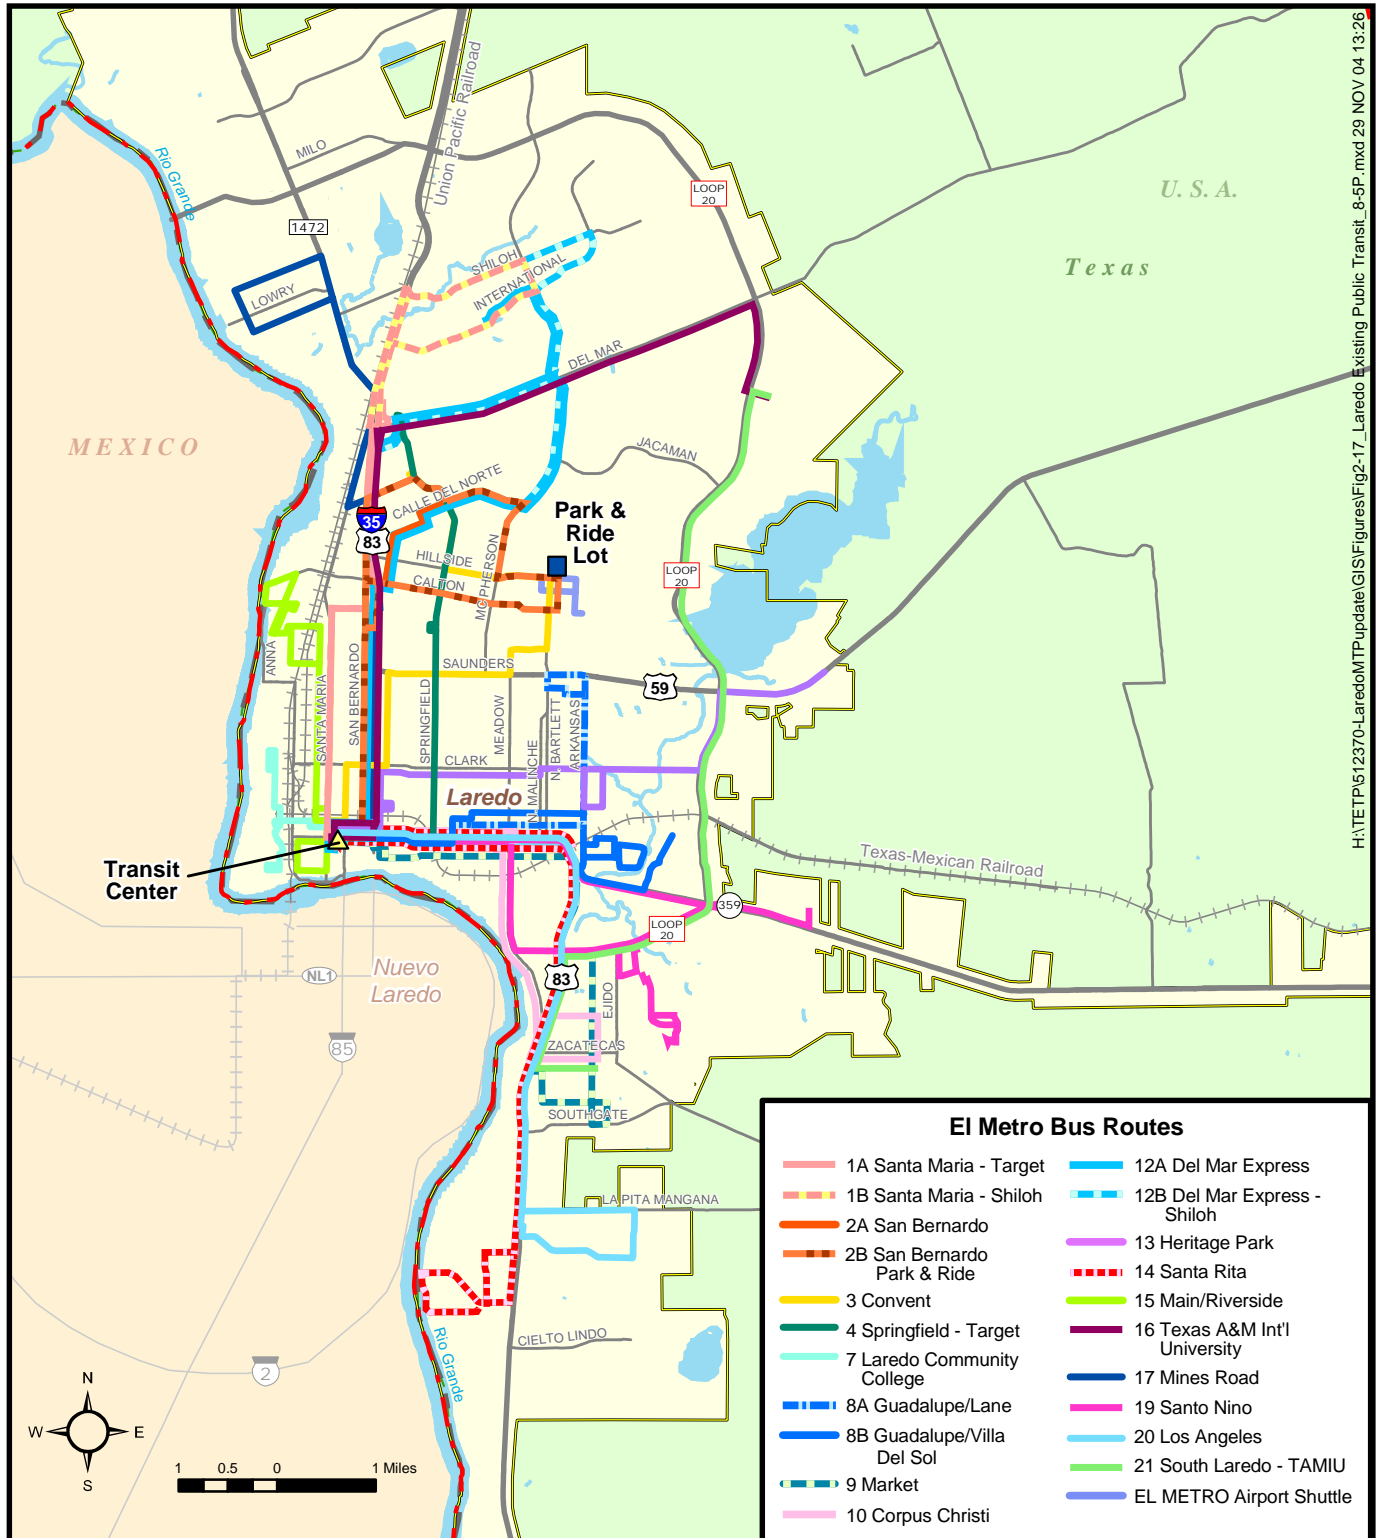 H:\TETP\512370-LaredoMTPupdate\GIS\Figures\Fig2-17_Laredo Existing Public Transit_8-5P.mxd 29 NOV 04 13:26
Union Pacific Railroad
MILO
Rio Grande
LOOP
20
U. S. A.
1472
Texas
SHILOH
INTERNATIONAL
LOWRY
DEL MAR
MEXICO
JACAMAN
CALLE DEL NORTE
Park &
Ride
Lot
35
83
HILLSIDE
CALTON
MC PHERSON
LOOP
20
ANNA
SANTA MARIA
SAN BERNARDO
SAUNDERS
59
SPRINGFIELD
MEADOW
N. MALINCHE
N. BARTLETT
ARKANSAS
CLARK
Laredo
Transit
Center
Texas-Mexican Railroad
359
LOOP
20
NL1
Nuevo
Laredo
83
EJIDO
85
ZACATECAS
SOUTHGATE
LA PITA MANGANA
CIELTO LINDO
Rio Grande
2
N
W
E
S
1 0.5 0 1 Miles
El Metro Bus Routes
1A Santa Maria - Target
1B Santa Maria - Shiloh
2A San Bernardo
2B San Bernardo
Park & Ride
3 Convent
4 Springfield - Target
7 Laredo Community
College
8A Guadalupe/Lane
8B Guadalupe/Villa
Del Sol
9 Market
10 Corpus Christi
12A Del Mar Express
12B Del Mar Express -
Shiloh
13 Heritage Park
14 Santa Rita
15 Main/Riverside
16 Texas A&M Int'l
University
17 Mines Road
19 Santo Nino
20 Los Angeles
21 South Laredo - TAMIU
EL METRO Airport Shuttle